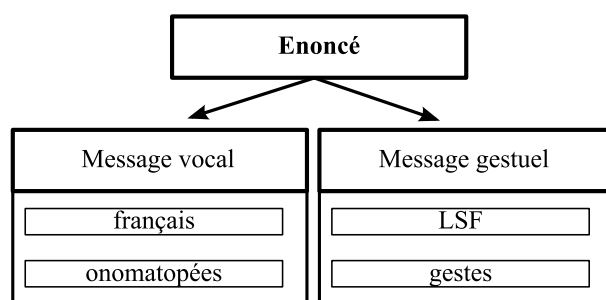 Enoncé
Message vocal
français
onomatopées
Message gestuel
LSF
gestes